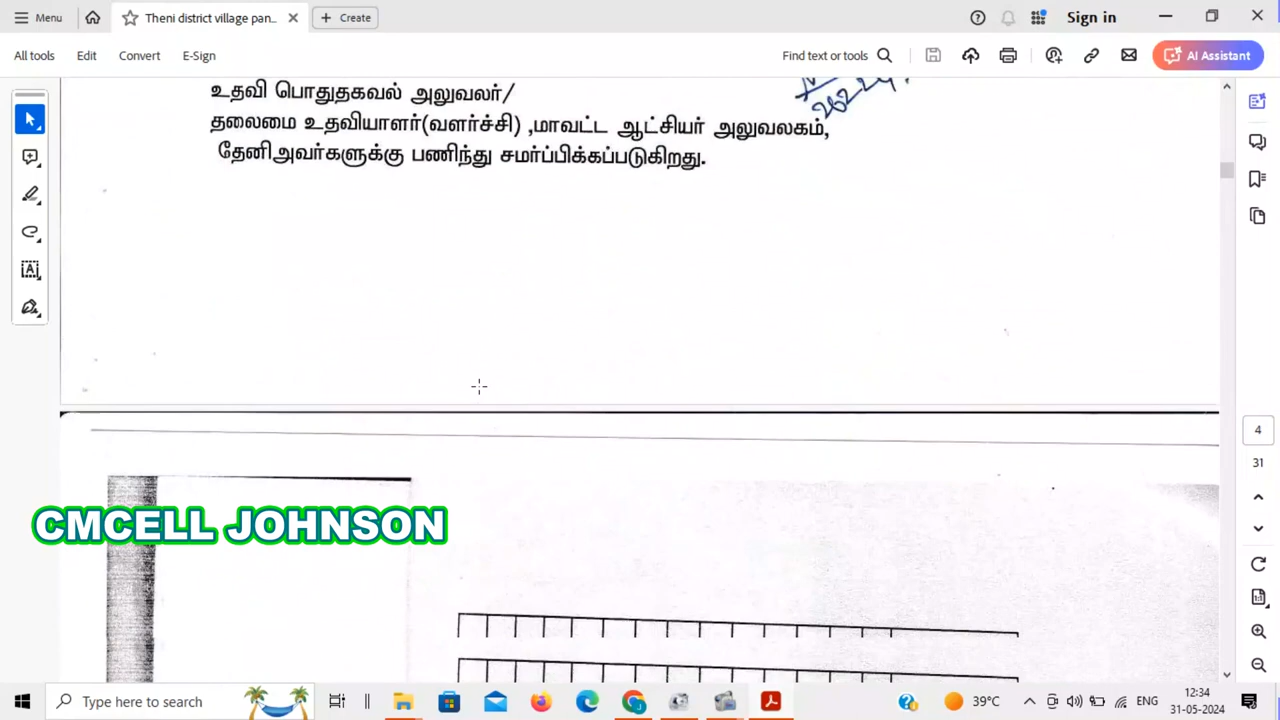 Menu
Theni district village pan...
Create
Sign in
All tools
Edit
Convert
E-Sign
Find text or tools
AI Assistant
உதவி பொதுதகவல் அலுவலர்/
தலைமை உதவியாளர்(வளர்ச்சி) ,மாவட்ட ஆட்சியர் அலுவலகம்,
தேனிஅவர்களுக்கு பணிந்து சமர்ப்பிக்கப்படுகிறது.
4
31
CMCELL JOHNSON
Type here to search
39°C
ENG
12:34
31-05-2024